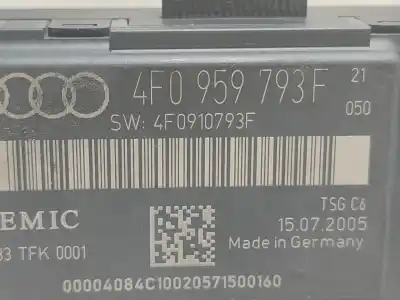 4F0 959 793F 21
050
SW: 4F0910793F
EMIC
TSG C6
15.07.2005
33 TFK 0001
Made in Germany
00004084C10020571500160